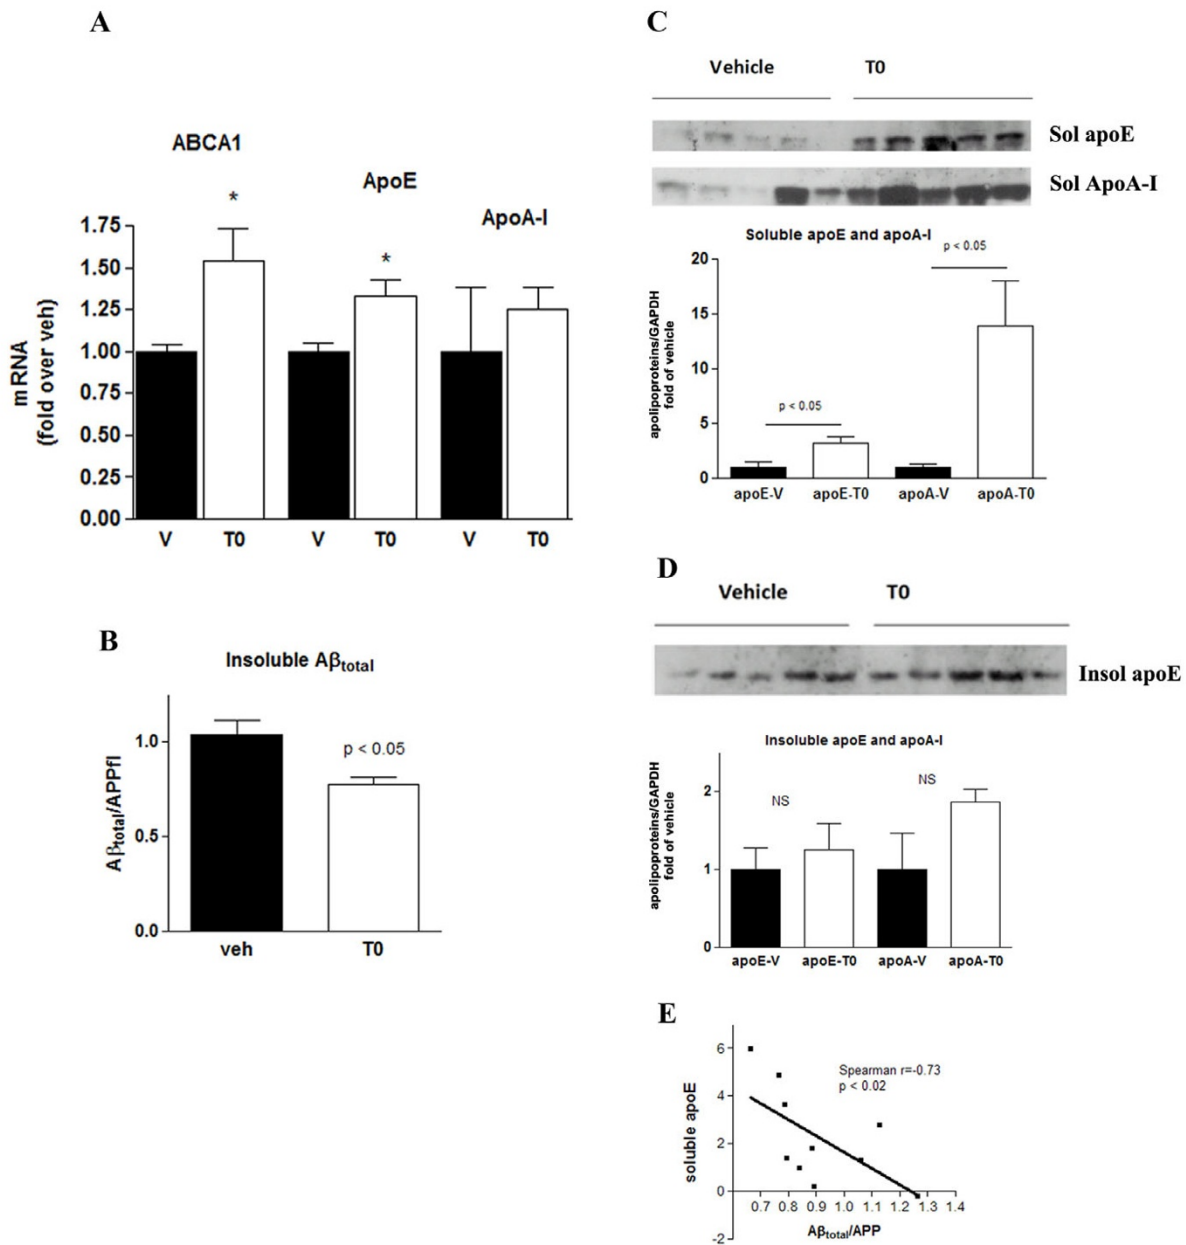 A
ABCA1
ApoE
ApoA-I
*
*
mRNA
(fold over veh)
1.75
1.50
1.25
1.00
0.75
0.50
0.25
0.00
V T0 V T0 V T0
B
Insoluble Aβtotal
Aβtotal/APPfl
1.0
0.5
0.0
p < 0.05
veh T0
C
Vehicle T0
Sol apoE
Sol ApoA-I
Soluble apoE and apoA-I
p < 0.05
p < 0.05
apolipoproteins/GAPDH
fold of vehicle
20
15
10
5
0
apoE-V apoE-T0 apoA-V apoA-T0
D
Vehicle T0
Insol apoE
Insoluble apoE and apoA-I
NS
NS
apolipoproteins/GAPDH
fold of vehicle
2
1
0
apoE-V apoE-T0 apoA-V apoA-T0
E
Spearman r=-0.73
p < 0.02
soluble apoE
6
4
2
0
-2
0.7 0.8 0.9 1.0 1.1 1.2 1.3 1.4
Aβtotal/APP